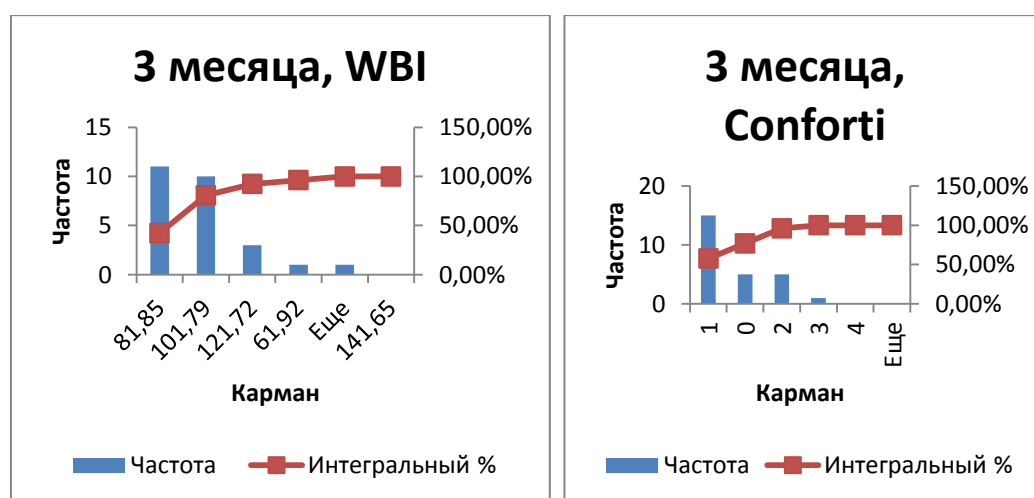 3 месяца, WBI
15
10
5
0
150,00%
100,00%
50,00%
0,00%
Частота
81,85
101,79
121,72
61,92
Еще
141,65
Карман
Частота
Интегральный %
3 месяца,
Conforti
20
10
0
150,00%
100,00%
50,00%
0,00%
Частота
1
0
2
3
4
Еще
Карман
Частота
Интегральный %